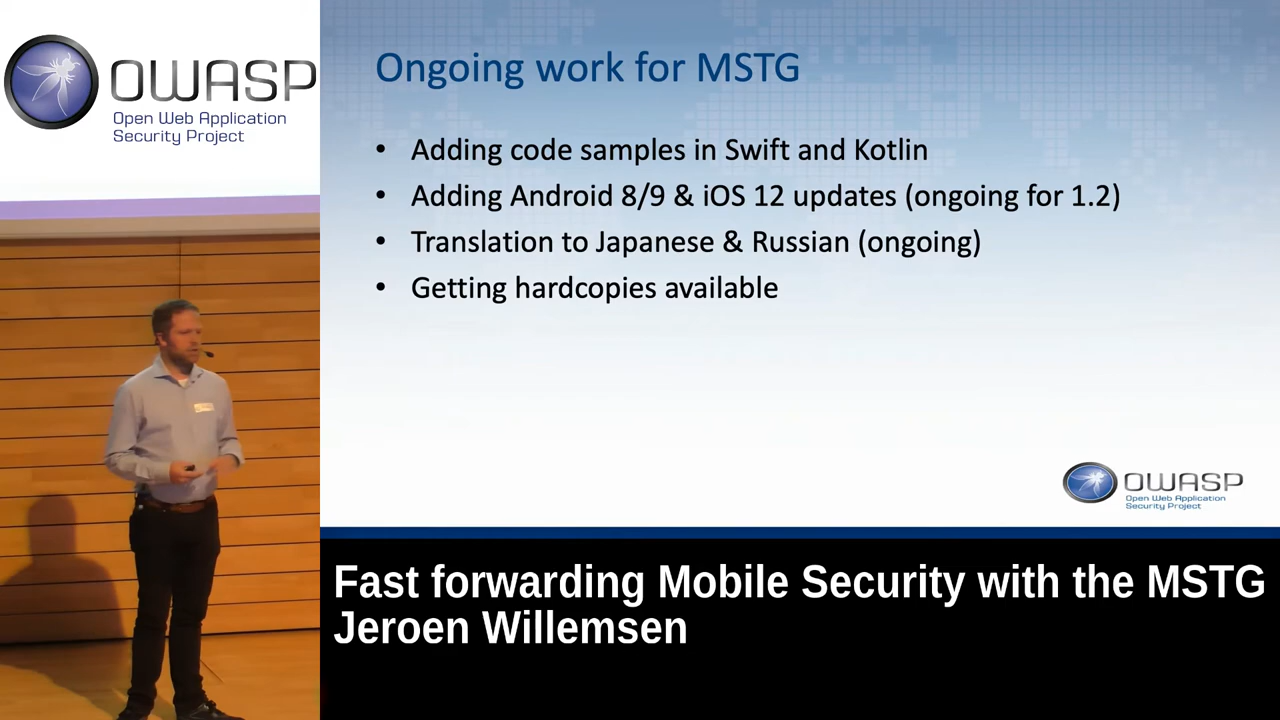 OWASP
Open Web Application
Security Project
Ongoing work for MSTG
• Adding code samples in Swift and Kotlin
• Adding Android 8/9 & iOS 12 updates (ongoing for 1.2)
• Translation to Japanese & Russian (ongoing)
• Getting hardcopies available
OWASP
Open Web Application
Security Project
Fast forwarding Mobile Security with the MSTG
Jeroen Willemsen